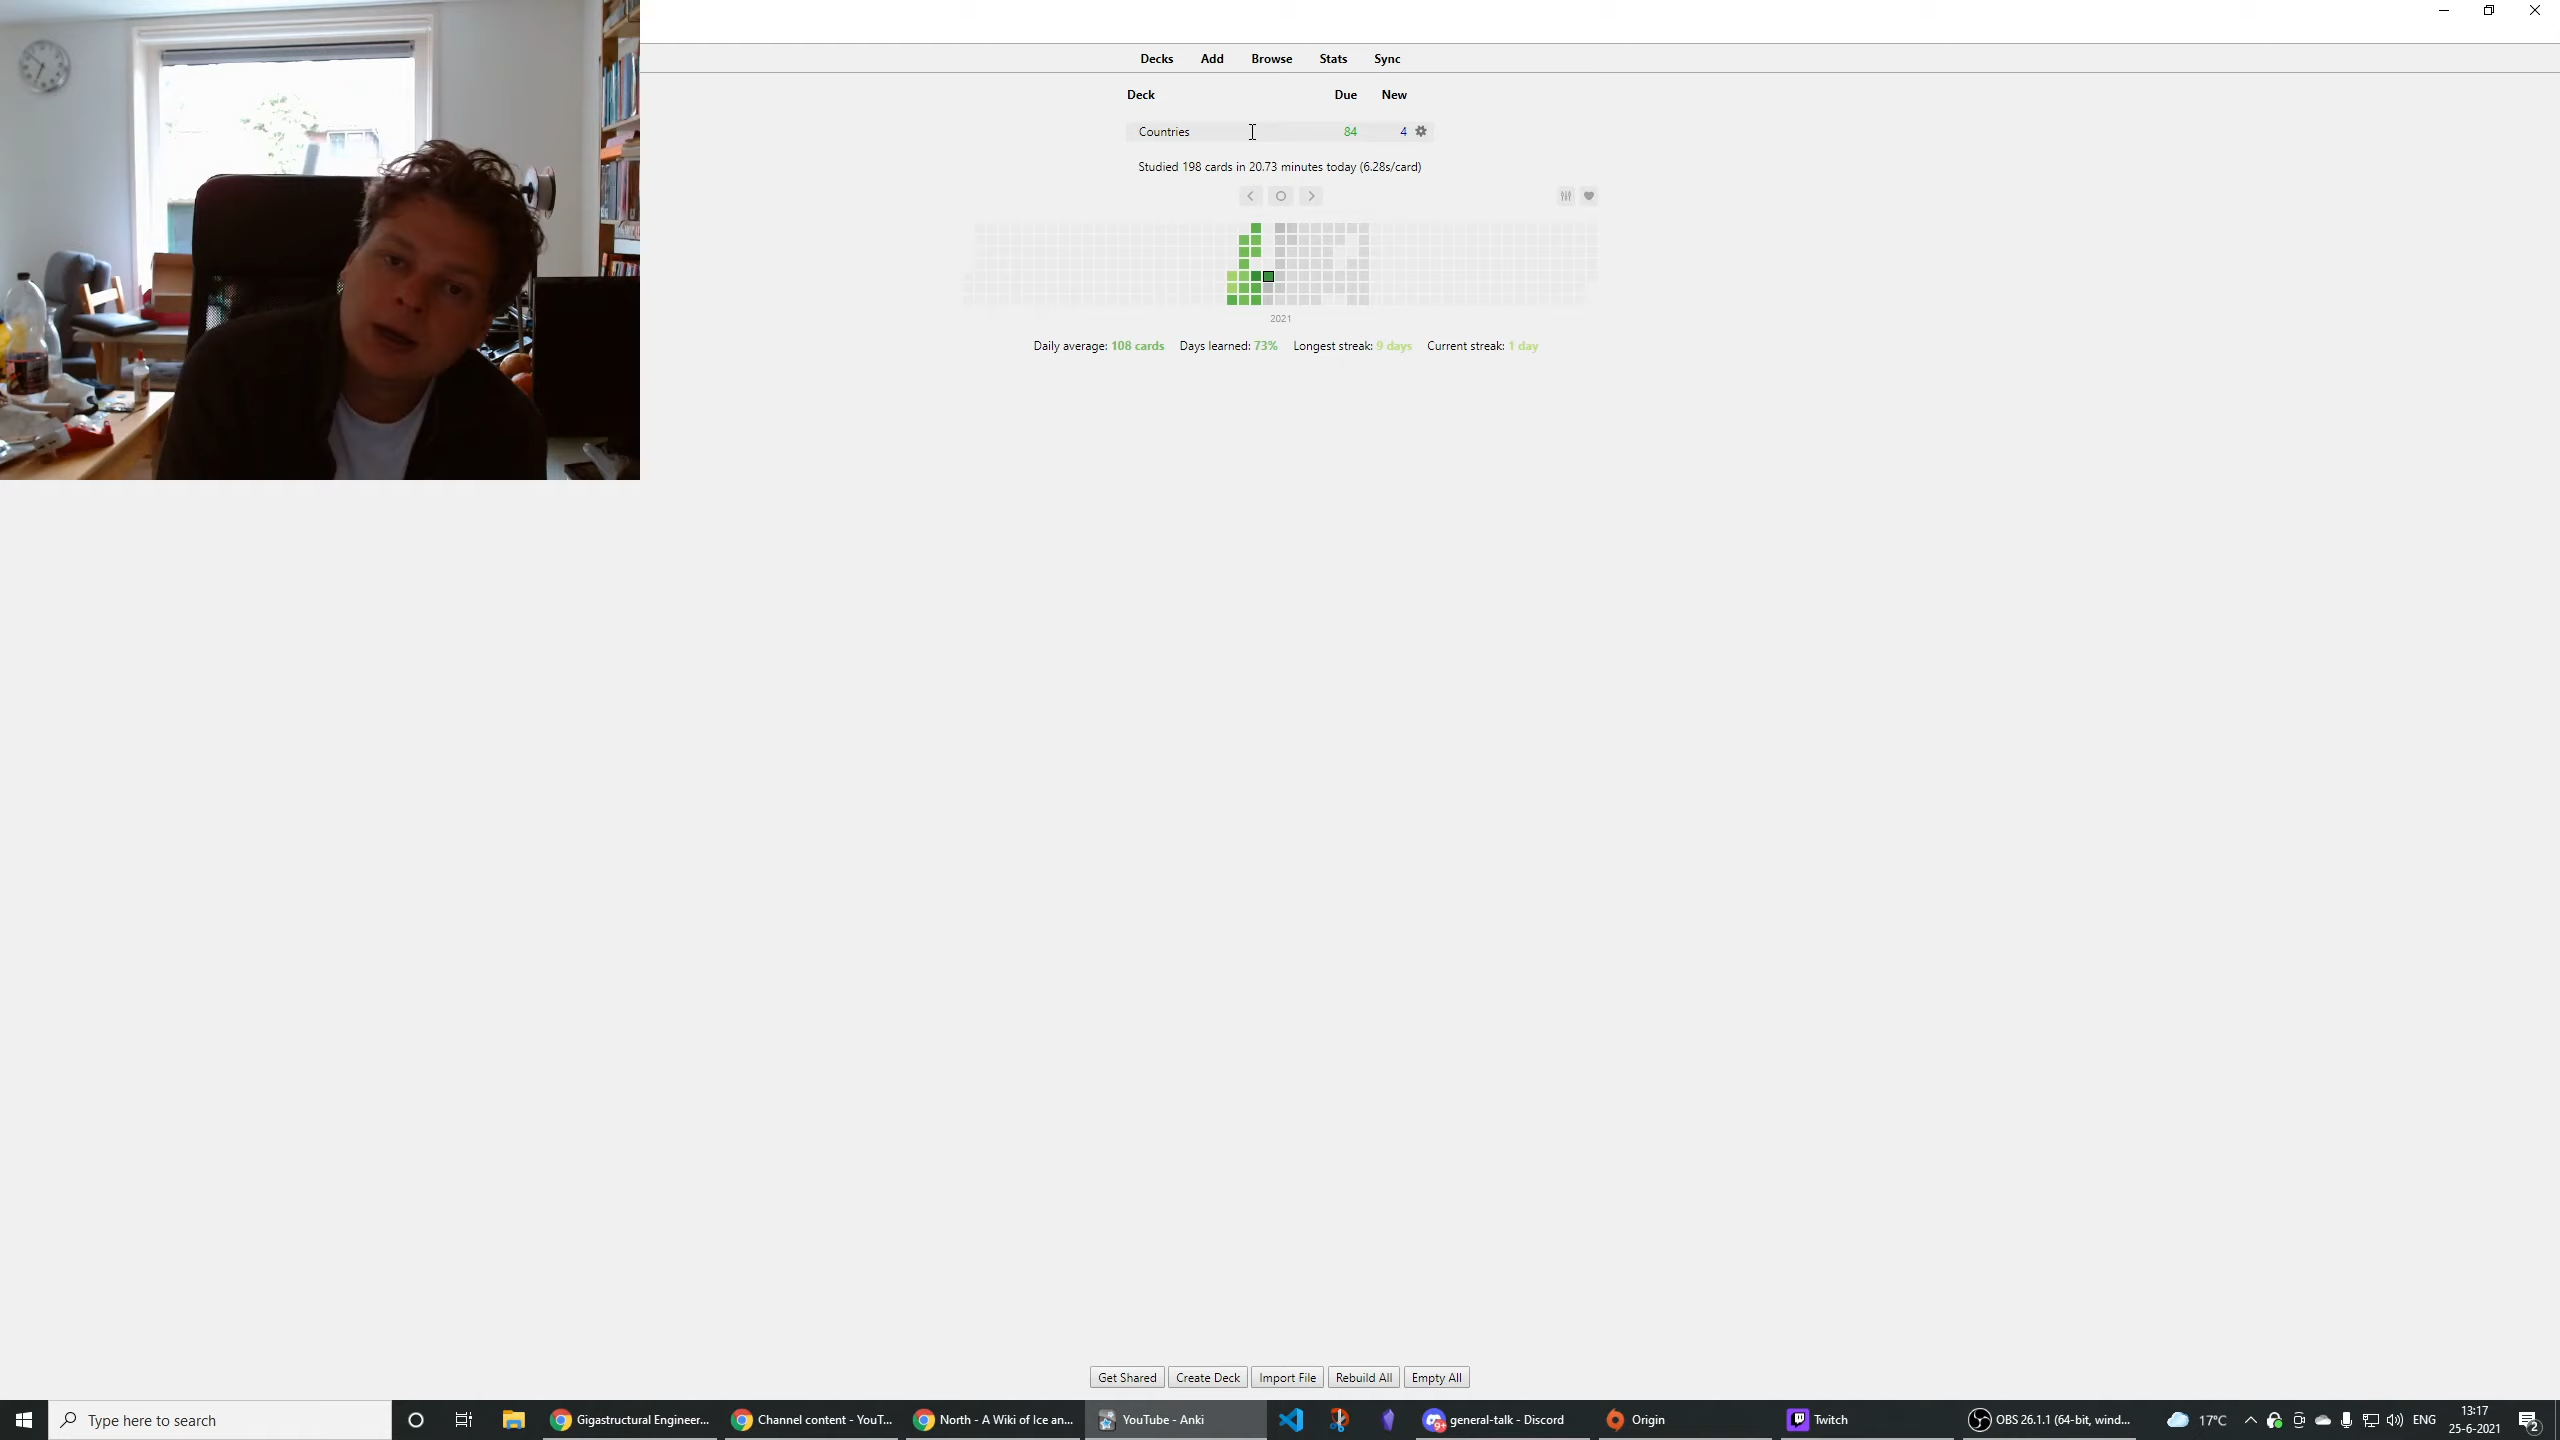 Decks Add Browse Stats Sync
Deck Due New
Countries 84 4
Studied 198 cards in 20.73 minutes today (6.28s/card)
2021
Daily average: 108 cards Days learned: 73% Longest streak: 9 days Current streak: 1 day
Get Shared Create Deck Import File Rebuild All Empty All
Type here to search
Gigastructural Engineer...
Channel content - YouT...
North - A Wiki of Ice an...
YouTube - Anki
9+
general-talk - Discord
Origin
Twitch
OBS 26.1.1 (64-bit, wind...
17°C
ENG
13:17
25-6-2021
2